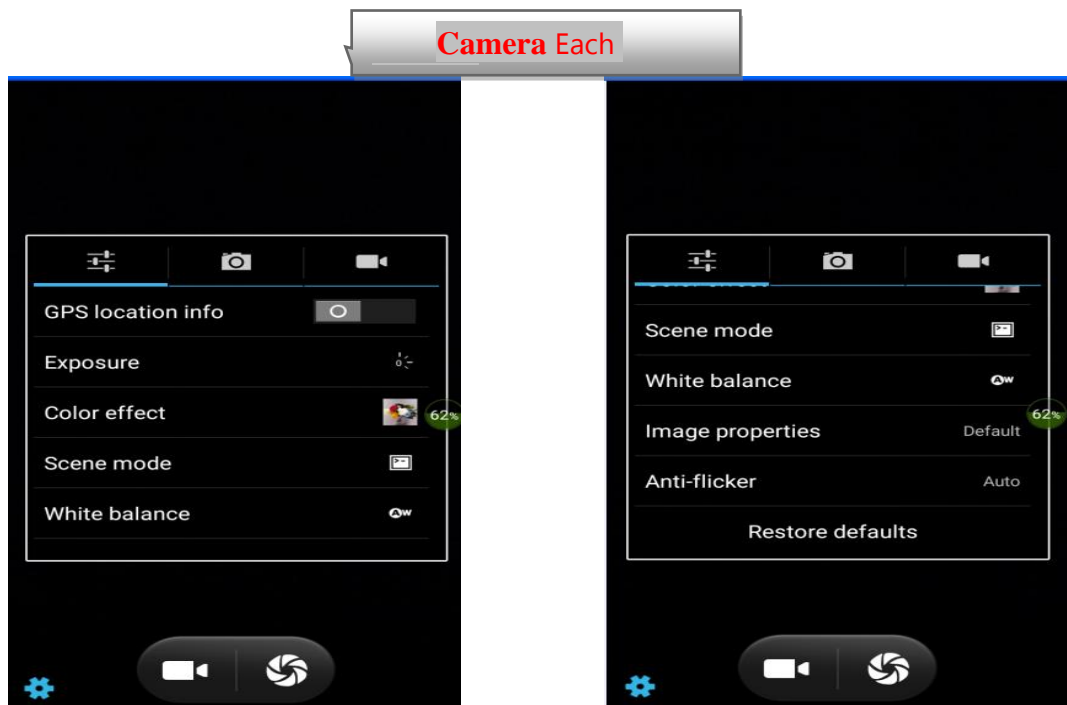 Camera Each
GPS location info
Exposure
Color effect
62%
Scene mode
White balance
Scene mode
White balance
62%
Image properties Default
Anti-flicker Auto
Restore defaults